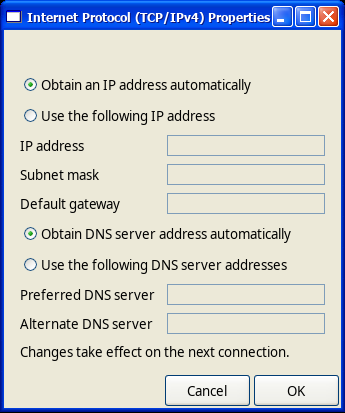 Internet Protocol (TCP/IPv4) Properties
Obtain an IP address automatically
Use the following IP address
IP address
Subnet mask
Default gateway
Obtain DNS server address automatically
Use the following DNS server addresses
Preferred DNS server
Alternate DNS server
Changes take effect on the next connection.
Cancel OK